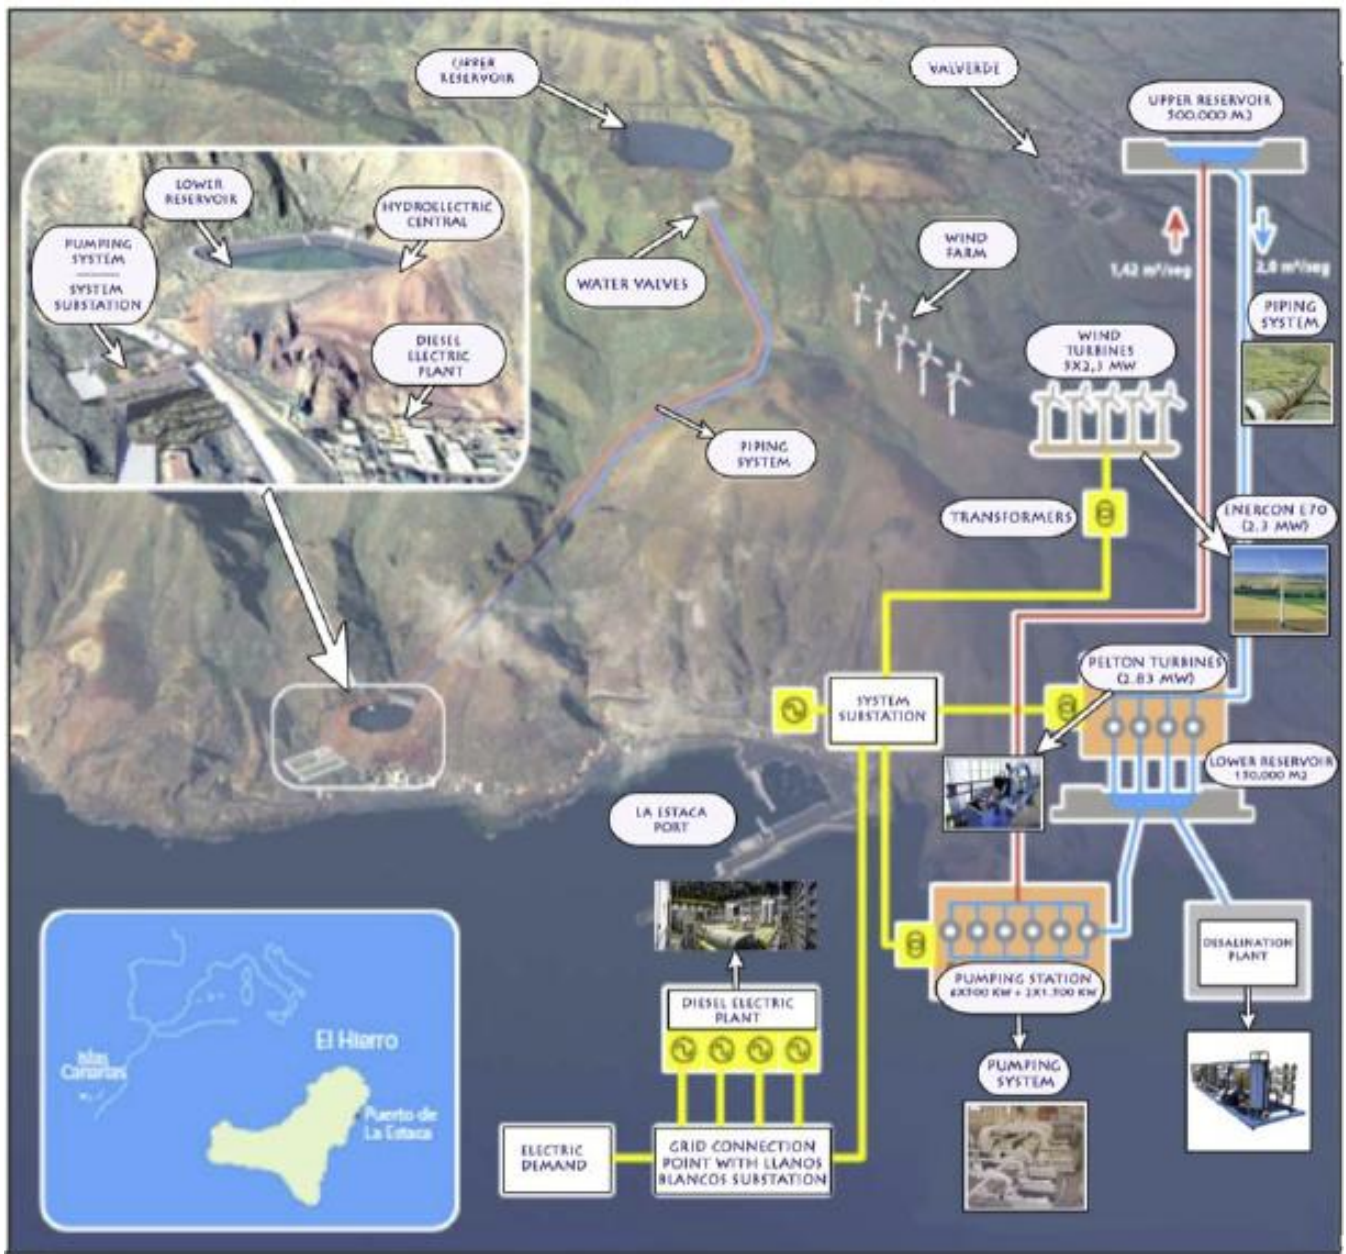 UPPER
RESERVOIR
VALVERDE
UPPER RESERVOIR
500.000 M2
LOWER
RESERVOIR
HYDROELECTRIC
CENTRAL
PUMPING
SYSTEM
SYSTEM
SUBSTATION
DIESEL
ELECTRIC
PLANT
WATER VALVES
WIND
FARM
1,42 m³/seg
2,0 m³/seg
PIPING
SYSTEM
WIND
TURBINES
5X2,3 MW
PIPING
SYSTEM
TRANSFORMERS
ENERCON E70
(2.3 MW)
PELTON TURBINES
(2.83 MW)
SYSTEM
SUBSTATION
LOWER RESERVOIR
150.000 M2
LA ESTACA
PORT
DESALINATION
PLANT
PUMPING STATION
6X500 KW + 2X1.500 KW
DIESEL ELECTRIC
PLANT
PUMPING
SYSTEM
ELECTRIC
DEMAND
GRID CONNECTION
POINT WITH LLANOS
BLANCOS SUBSTATION
El Hierro
Islas
Canarias
Puerto de
La Estaca